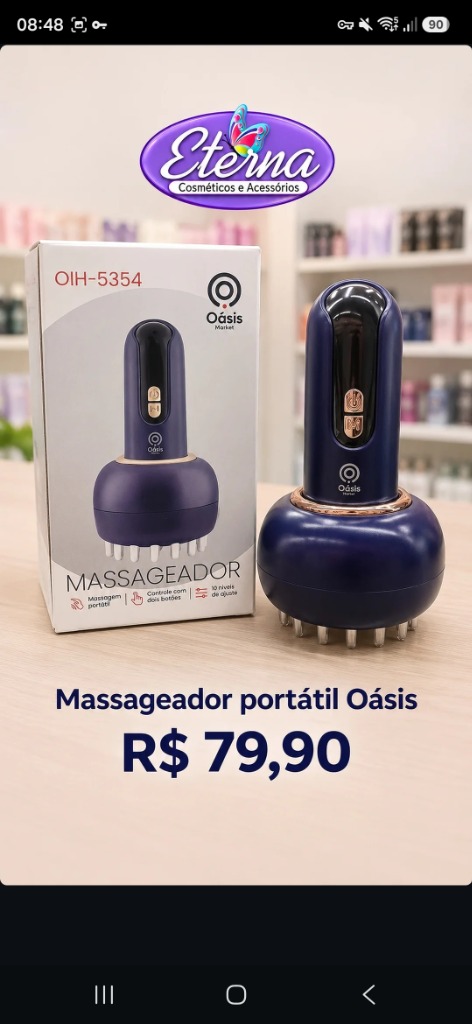 08:48
90
Eterna
Cosméticos e Acessórios
OIH-5354
Oásis
Market
Oásis
MASSAGEADOR
Massagem
portátil
Controle com
dois botões
10 níveis
de ajuste
M
Oásis
Market
Massageador portátil Oásis
R$ 79,90